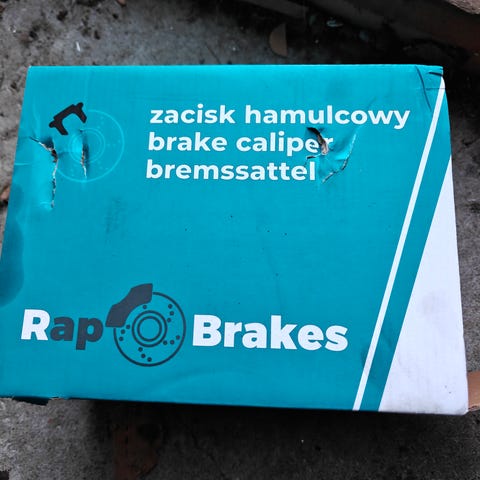 zacisk hamulcowy
brake caliper
bremssattel
Rap Brakes